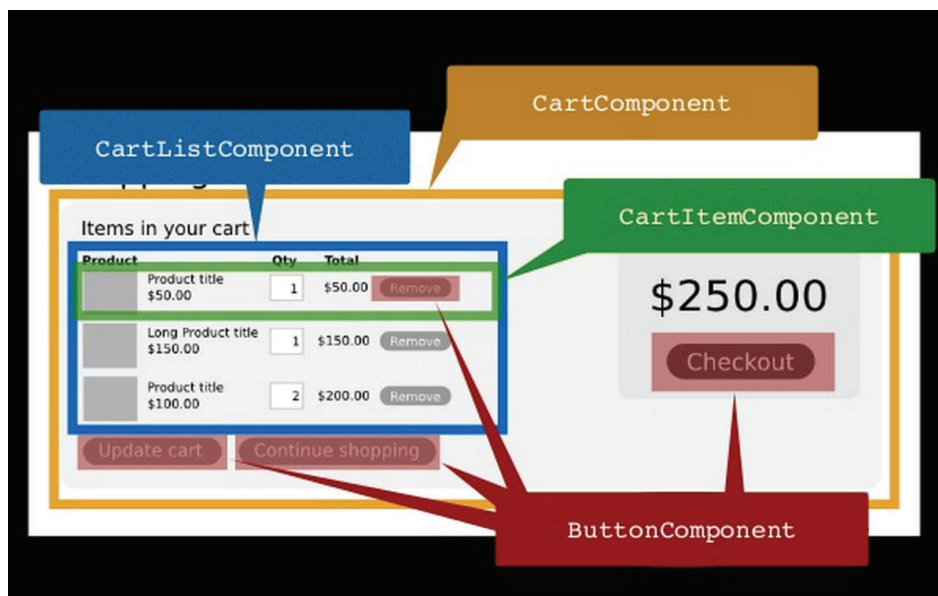 CartComponent
CartListComponent
CartItemComponent
Items in your cart
Product Qty Total
Product title
$50.00
1 $50.00 Remove
Long Product title
$150.00
1 $150.00 Remove
Product title
$100.00
2 $200.00 Remove
Update cart Continue shopping
$250.00
Checkout
ButtonComponent